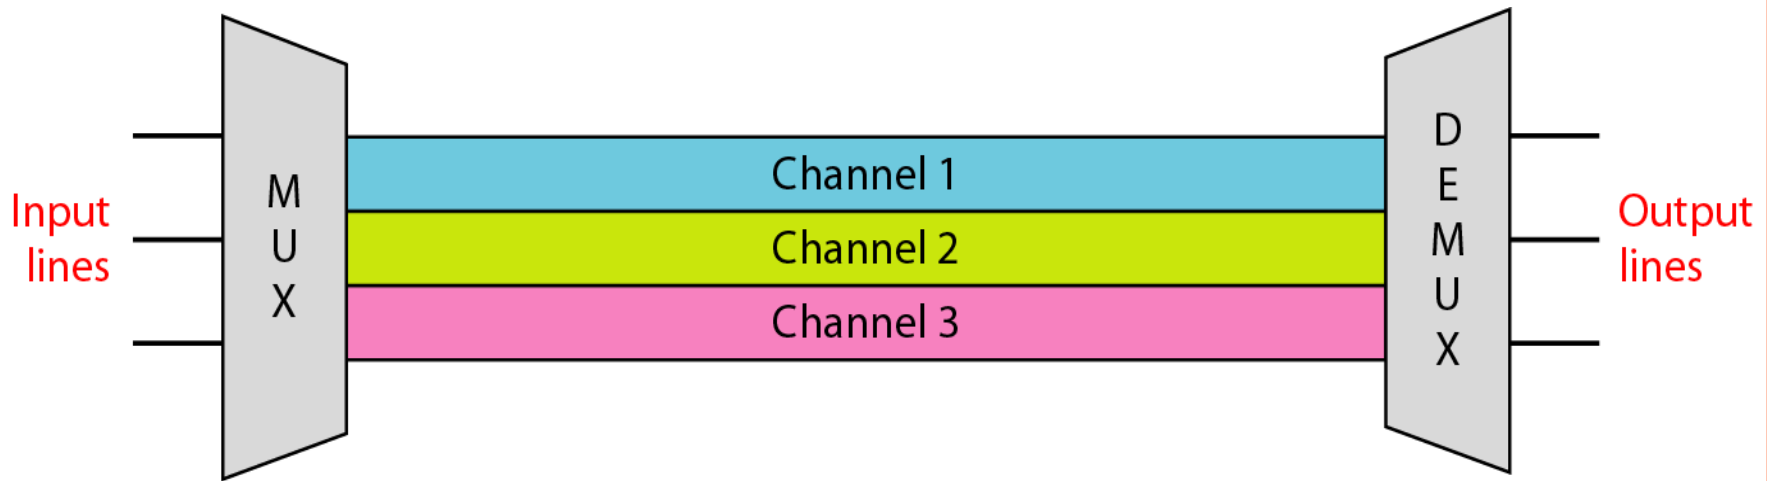 Input
lines
M
U
X
Channel 1
Channel 2
Channel 3
D
E
M
U
X
Output
lines